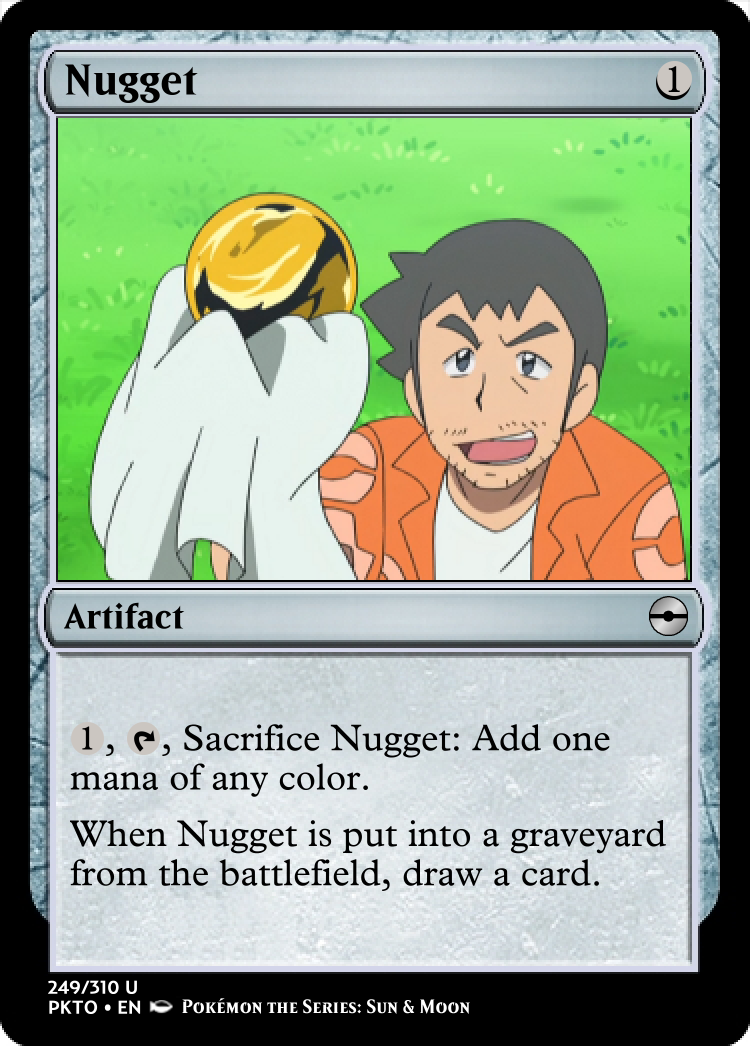 Nugget 1
Artifact
1, , Sacrifice Nugget: Add one
mana of any color.
When Nugget is put into a graveyard
from the battlefield, draw a card.
249/310 U
PKTO • EN Pokémon the Series: Sun & Moon